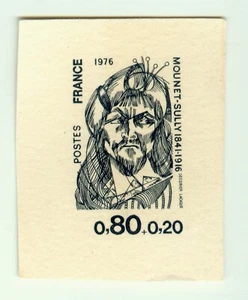 POSTES FRANCE
1976
MOUNET-SULLY 1841-1916
0,80+0,20